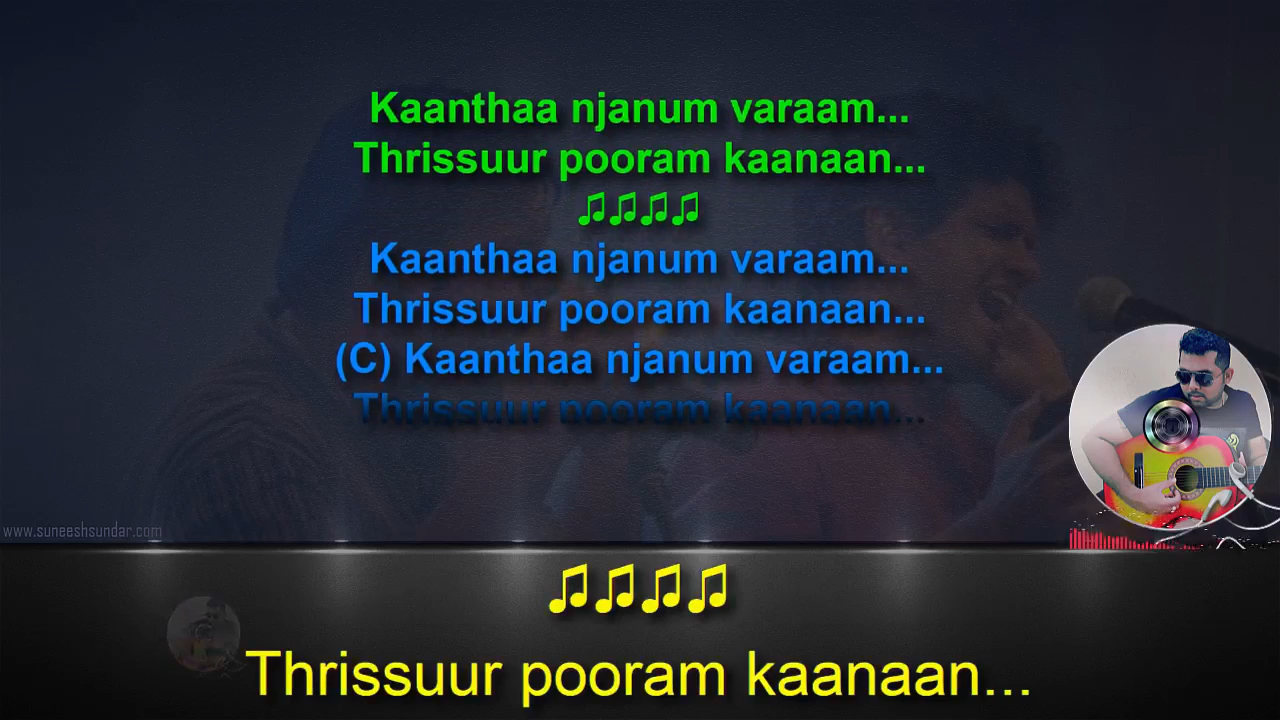 Kaanthaa njanum varaam...
Thrissuur pooram kaanaan...
♫♫♫♫
Kaanthaa njanum varaam...
Thrissuur pooram kaanaan...
(C) Kaanthaa njanum varaam...
Thrissuur pooram kaanaan...
www.suneeshsundar.com
♫♫♫♫
Thrissuur pooram kaanaan...